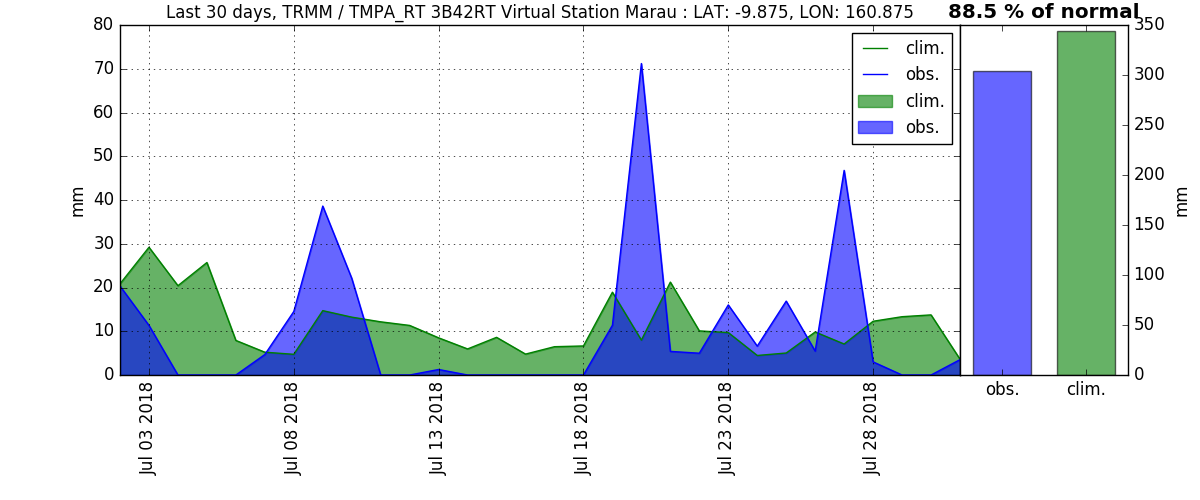 Last 30 days, TRMM / TMPA_RT 3B42RT Virtual Station Marau : LAT: -9.875, LON: 160.875
88.5 % of normal
clim.
obs.
clim.
obs.
80
70
60
50
40
30
20
10
0
mm
Jul 03 2018
Jul 08 2018
Jul 13 2018
Jul 18 2018
Jul 23 2018
Jul 28 2018
350
300
250
200
150
100
50
0
mm
obs.
clim.